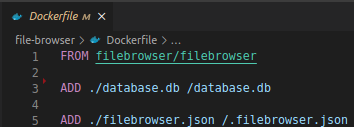 Dockerfile M X
file-browser > Dockerfile > ...
1 FROM filebrowser/filebrowser
2
3 ADD ./database.db /database.db
4
5 ADD ./filebrowser.json /.filebrowser.json